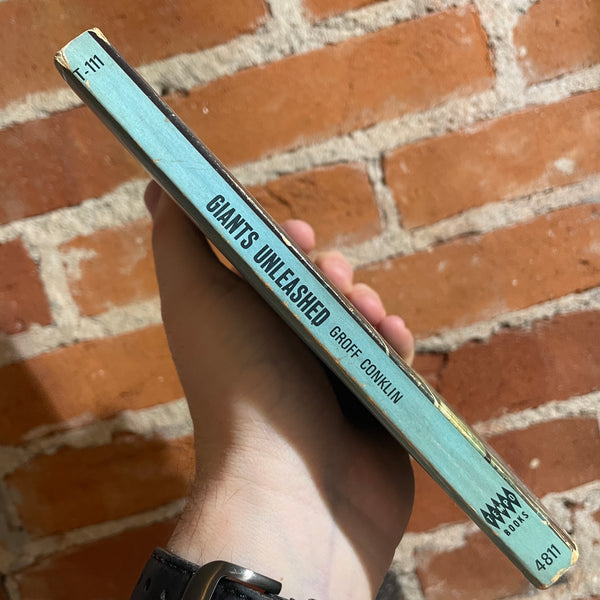 T-111
GIANTS UNLEASHED GROFF CONKLIN
BOOKS
4811